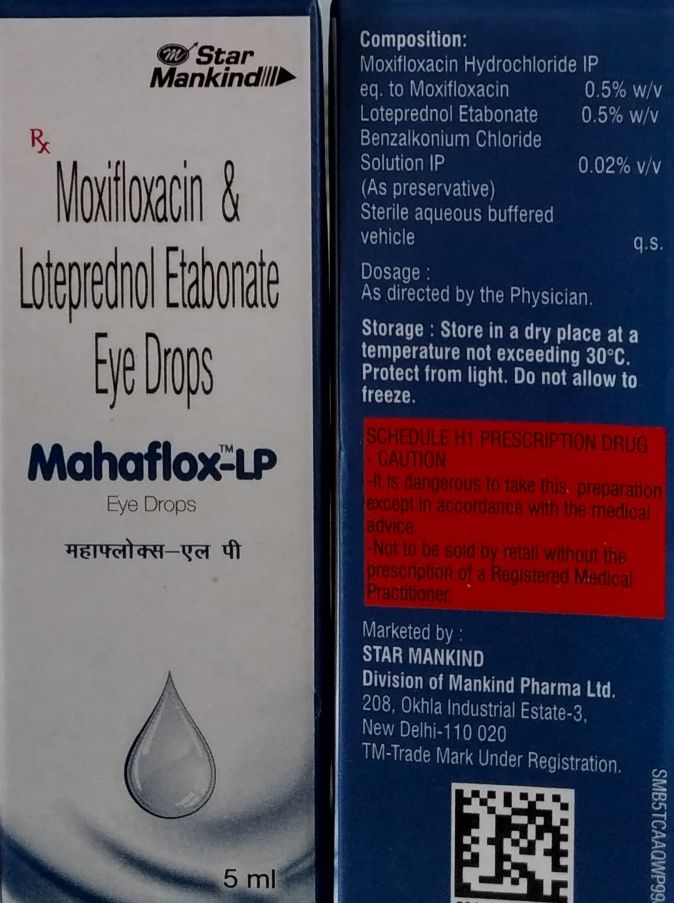 Star
Mankind
Rx
Moxifloxacin &
Loteprednol Etabonate
Eye Drops
Mahaflox™-LP
Eye Drops
महाफ्लोक्स–एल पी
5 ml
Composition:
Moxifloxacin Hydrochloride IP
eq. to Moxifloxacin 0.5% w/v
Loteprednol Etabonate 0.5% w/v
Benzalkonium Chloride
Solution IP 0.02% v/v
(As preservative)
Sterile aqueous buffered
vehicle q.s.
Dosage :
As directed by the Physician.
Storage : Store in a dry place at a
temperature not exceeding 30°C.
Protect from light. Do not allow to
freeze.
SCHEDULE H1 PRESCRIPTION DRUG
- CAUTION
-It is dangerous to take this preparation
except in accordance with the medical
advice.
-Not to be sold by retail without the
prescription of a Registered Medical
Practitioner.
Marketed by :
STAR MANKIND
Division of Mankind Pharma Ltd.
208, Okhla Industrial Estate-3,
New Delhi-110 020
TM-Trade Mark Under Registration.